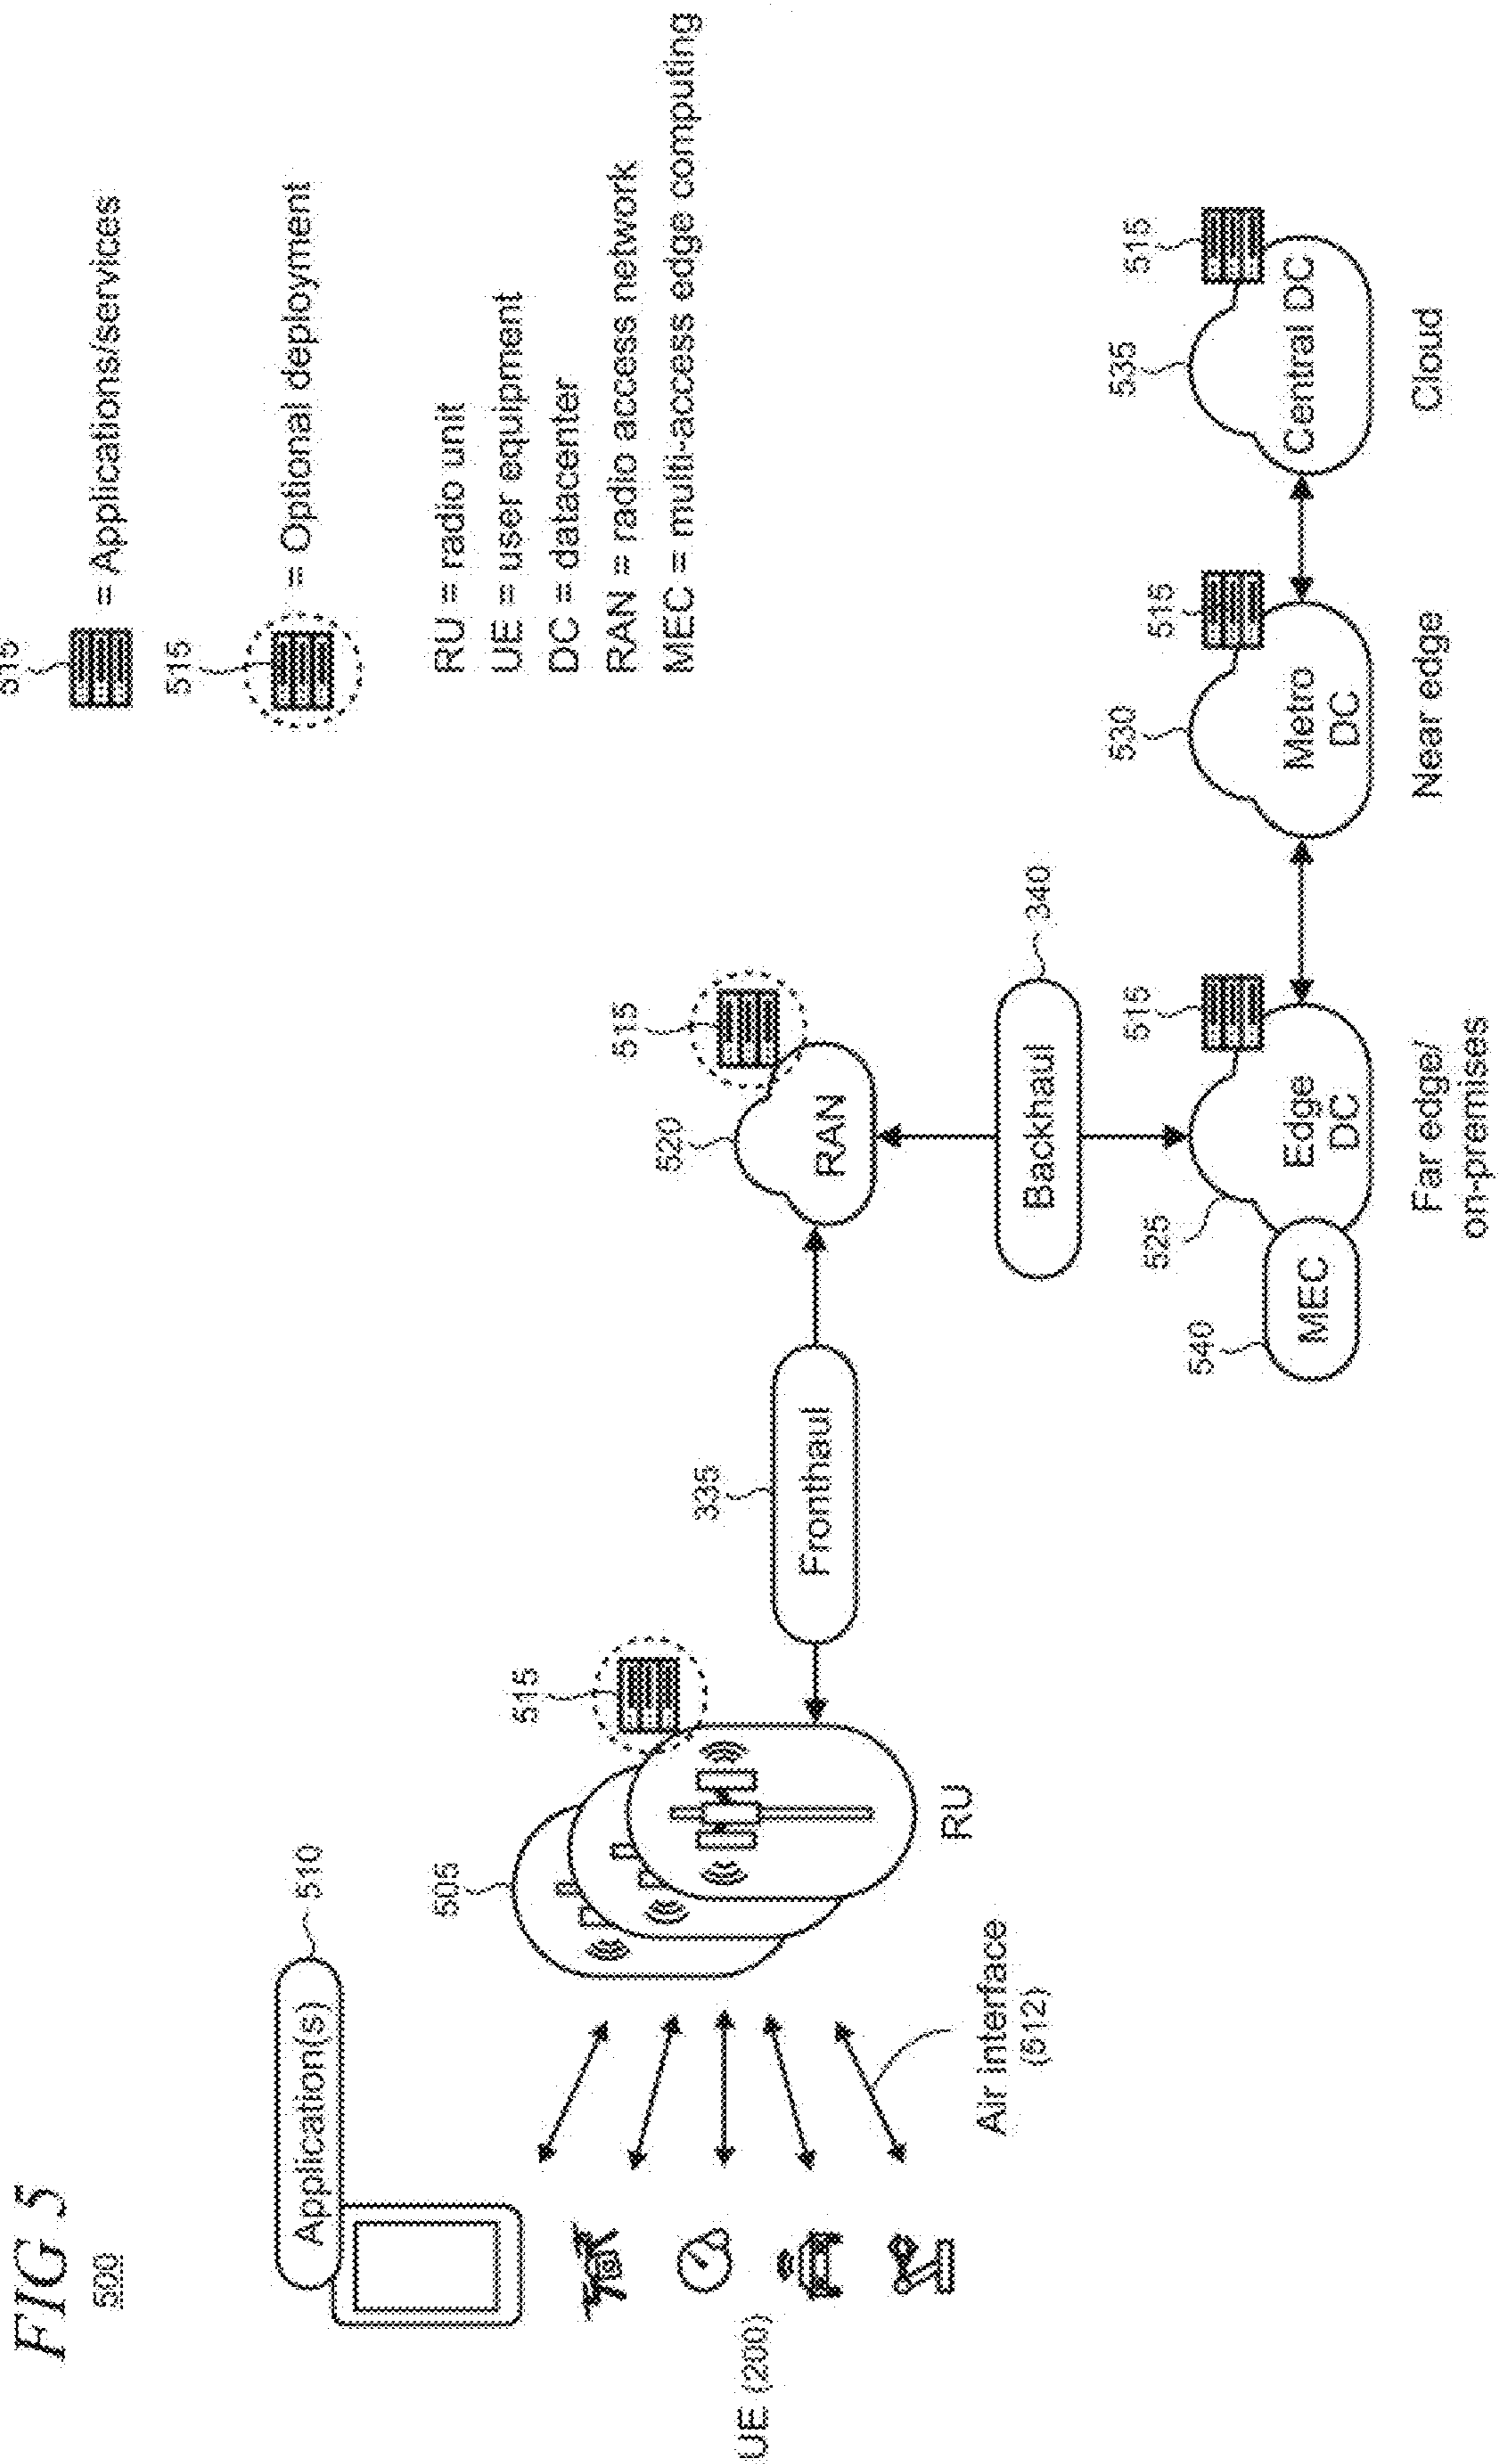 FIG 5
500
515
= Applications/services
515
= Optional deployment
RU = radio unit
UE = user equipment
DC = datacenter
RAN = radio access network
MEC = multi-access edge computing
Application(s)
510
505
515
335
Fronthaul
515
520
RAN
UE (200)
Air interface
(512)
RU
Backhaul
340
540
MEC
525
515
Edge
DC
Far edge/
on-premises
530
515
Metro
DC
Near edge
535
515
Central DC
Cloud